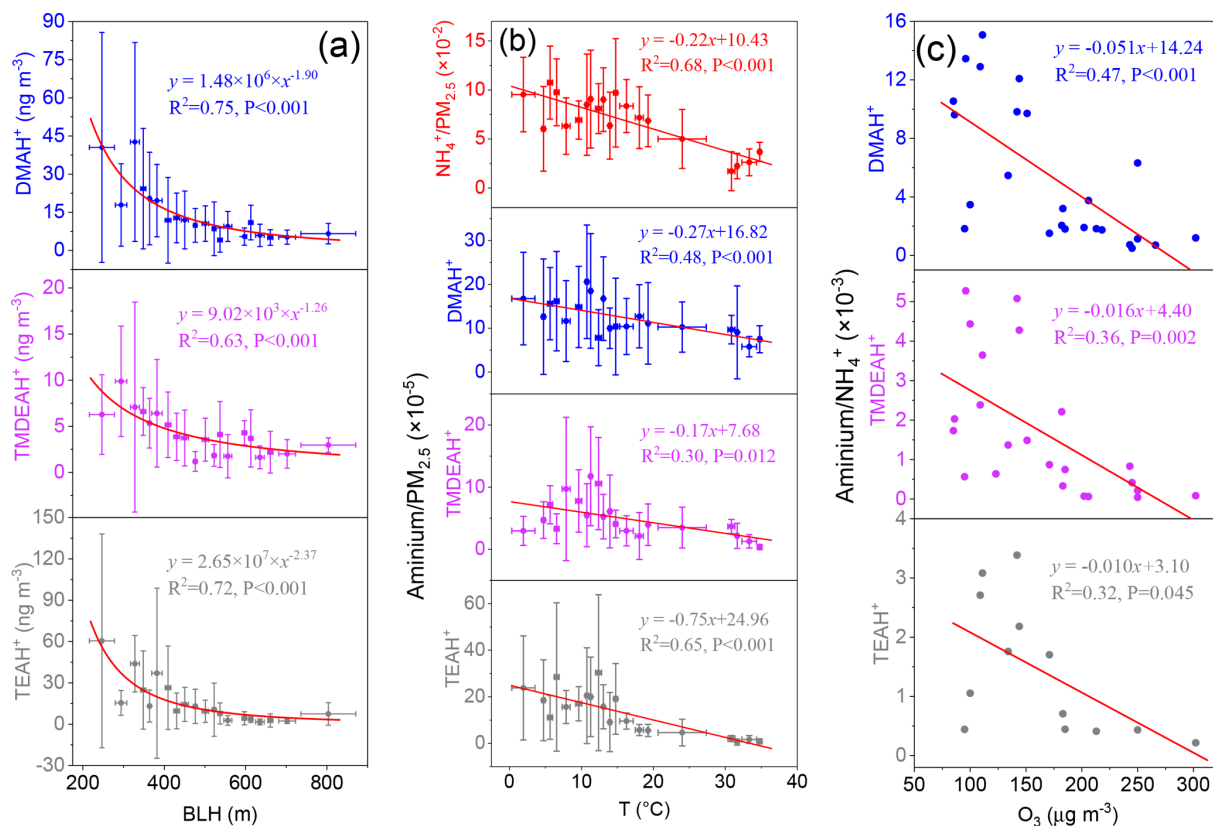 (a)
DMAH⁺ (ng m⁻³)
90
75
60
45
30
15
0
y = 1.48×10⁶×x⁻¹·⁹⁰
R²=0.75, P<0.001
TMDEAH⁺ (ng m⁻³)
20
15
10
5
0
y = 9.02×10³×x⁻¹·²⁶
R²=0.63, P<0.001
TEAH⁺ (ng m⁻³)
150
120
90
60
30
0
-30
y = 2.65×10⁷×x⁻²·³⁷
R²=0.72, P<0.001
200 400 600 800
BLH (m)
(b)
NH₄⁺/PM₂.₅ (×10⁻²)
15
10
5
0
y = -0.22x+10.43
R²=0.68, P<0.001
Aminium/PM₂.₅ (×10⁻⁵)
DMAH⁺
30
20
10
0
y = -0.27x+16.82
R²=0.48, P<0.001
TMDEAH⁺
20
10
0
y = -0.17x+7.68
R²=0.30, P=0.012
TEAH⁺
60
40
20
0
y = -0.75x+24.96
R²=0.65, P<0.001
0 10 20 30 40
T (°C)
(c)
Aminium/NH₄⁺ (×10⁻³)
DMAH⁺
16
12
8
4
0
y = -0.051x+14.24
R²=0.47, P<0.001
TMDEAH⁺
5
4
3
2
1
0
y = -0.016x+4.40
R²=0.36, P=0.002
TEAH⁺
4
3
2
1
0
y = -0.010x+3.10
R²=0.32, P=0.045
50 100 150 200 250 300
O₃ (μg m⁻³)